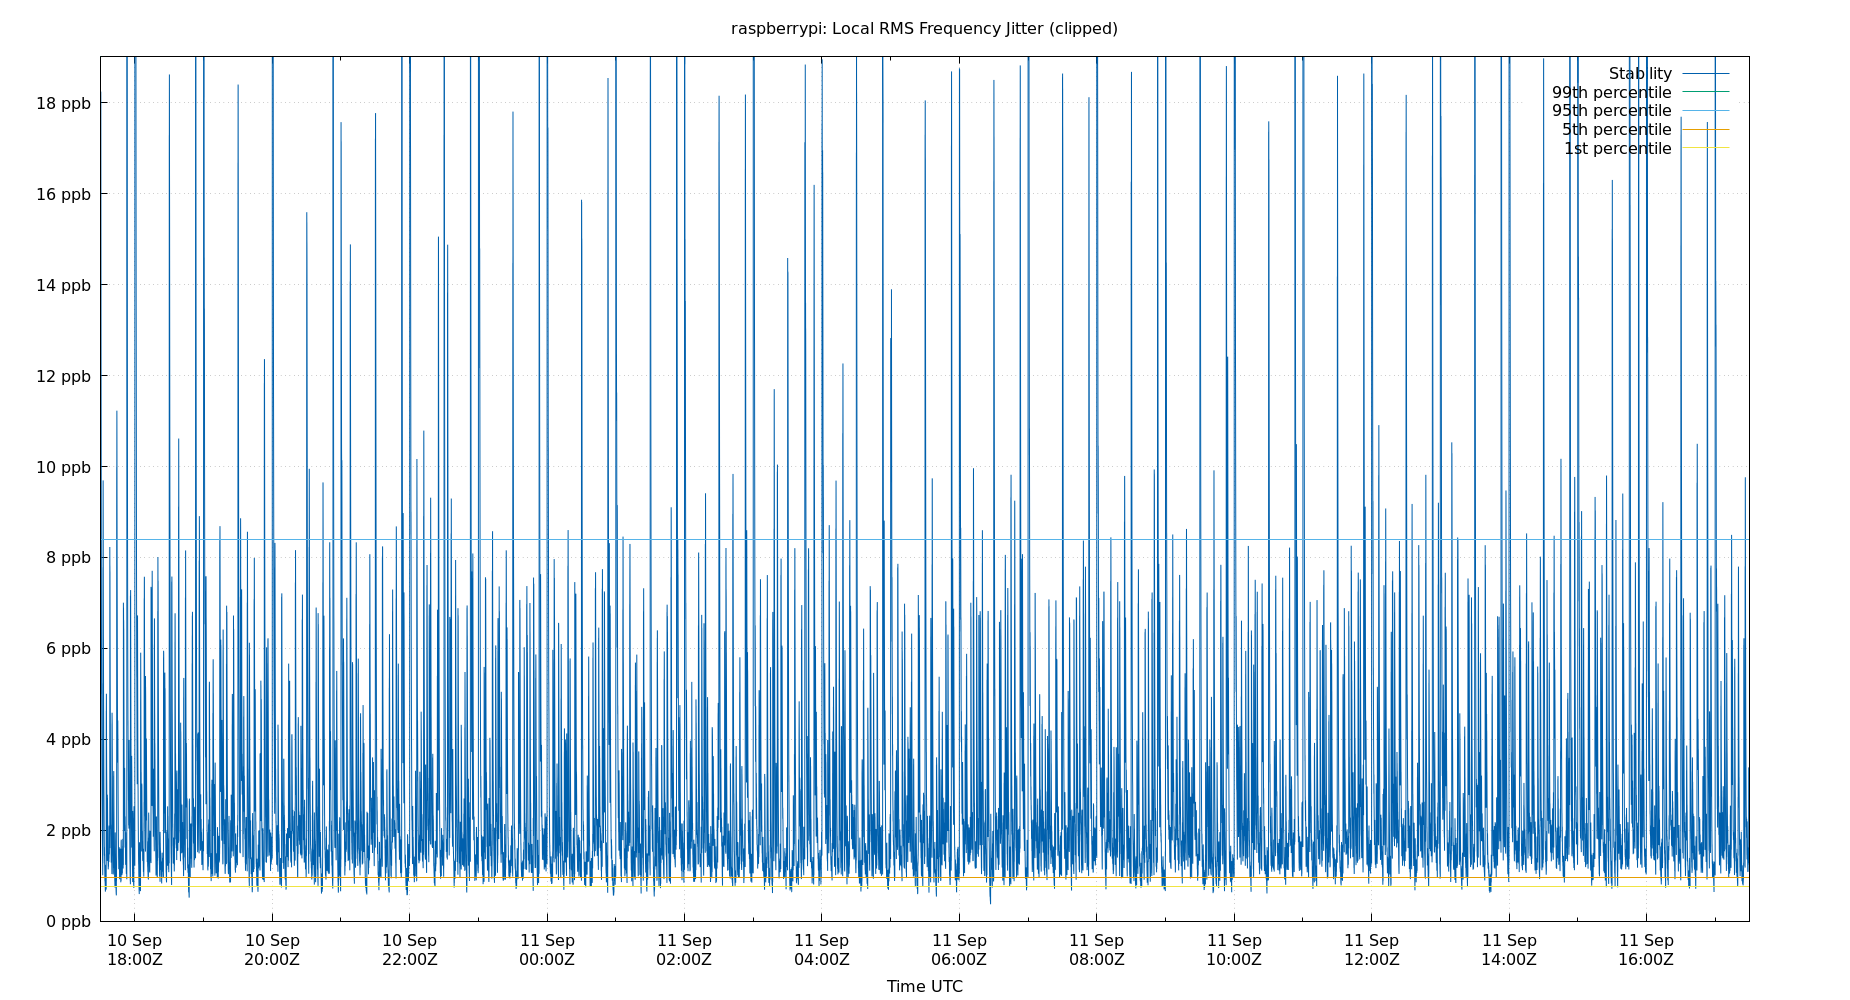 raspberrypi: Local RMS Frequency Jitter (clipped)
Stability
99th percentile
95th percentile
5th percentile
1st percentile
18 ppb
16 ppb
14 ppb
12 ppb
10 ppb
8 ppb
6 ppb
4 ppb
2 ppb
0 ppb
10 Sep 10 Sep 10 Sep 11 Sep 11 Sep 11 Sep 11 Sep 11 Sep 11 Sep 11 Sep 11 Sep 11 Sep
18:00Z 20:00Z 22:00Z 00:00Z 02:00Z 04:00Z 06:00Z 08:00Z 10:00Z 12:00Z 14:00Z 16:00Z
Time UTC